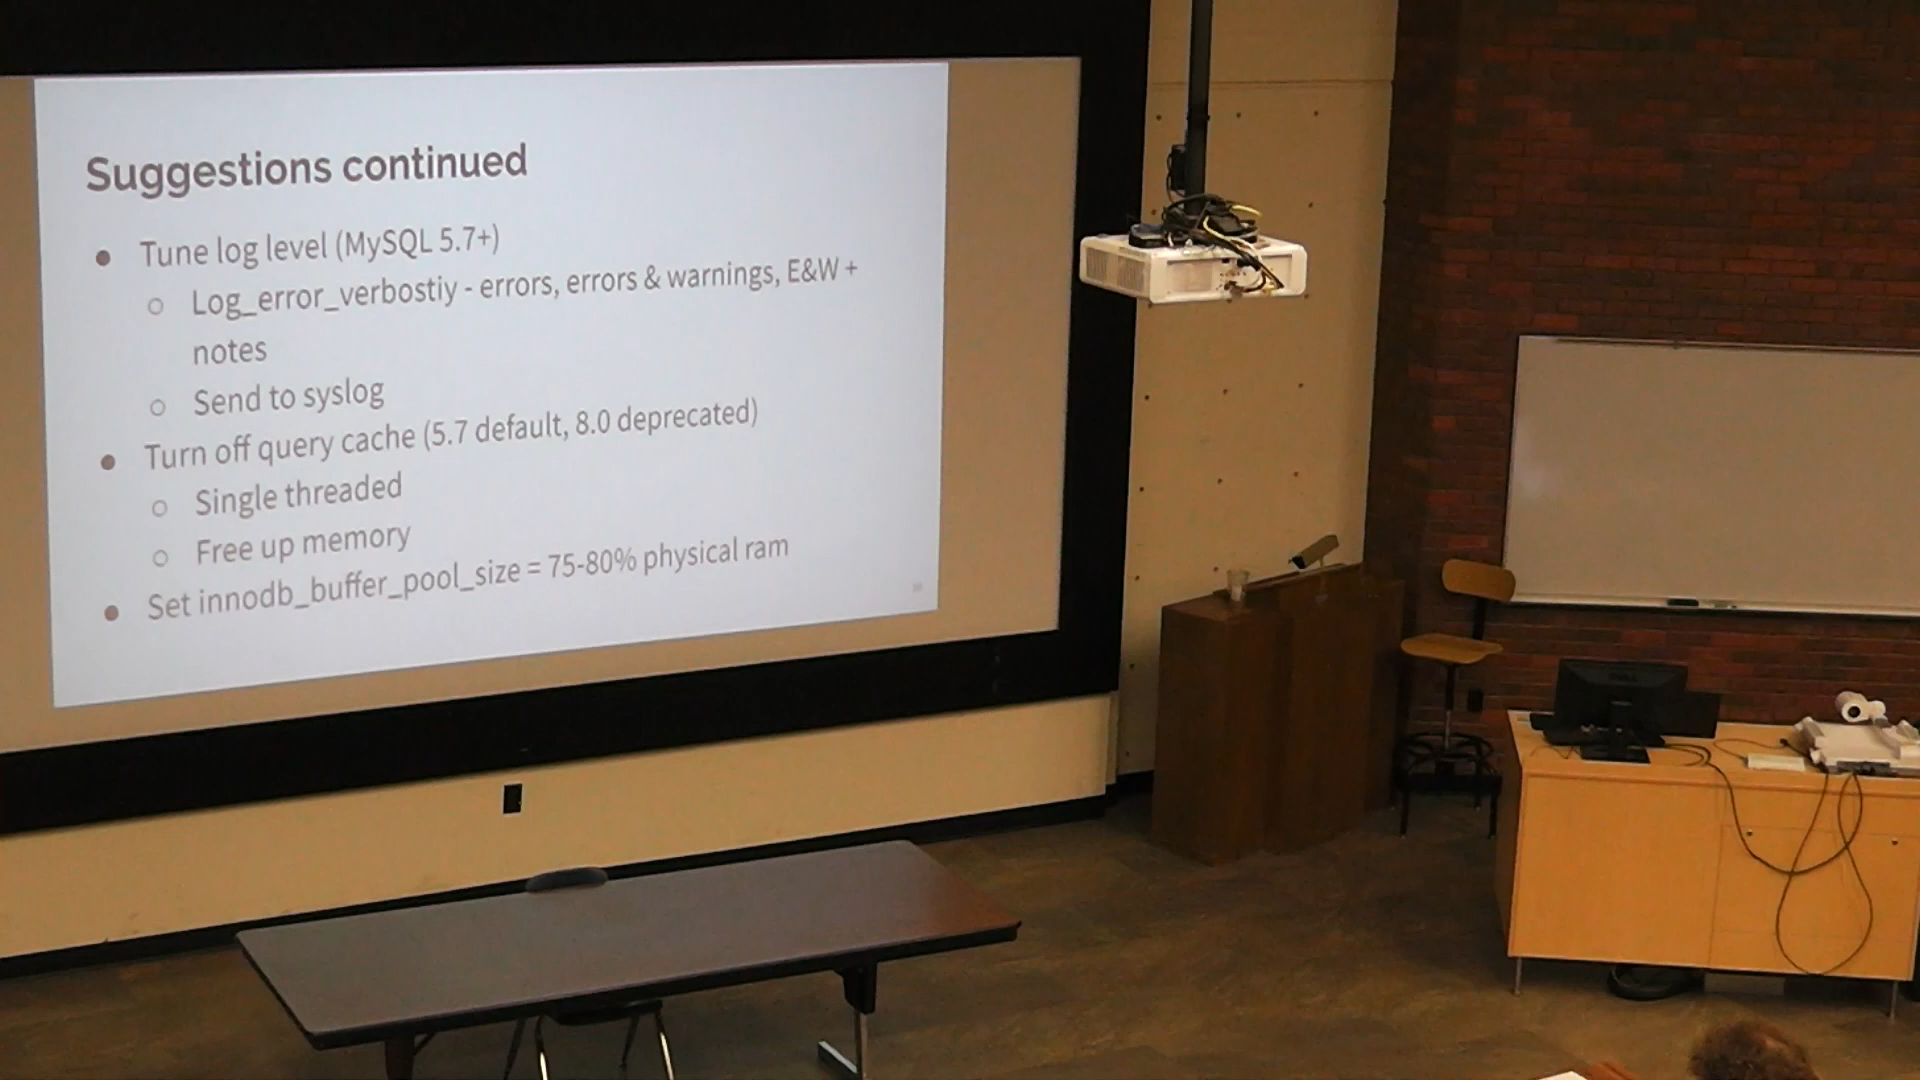 Suggestions continued
● Tune log level (MySQL 5.7+)
○ Log_error_verbostiy - errors, errors & warnings, E&W +
notes
○ Send to syslog
● Turn off query cache (5.7 default, 8.0 deprecated)
○ Single threaded
○ Free up memory
● Set innodb_buffer_pool_size = 75-80% physical ram